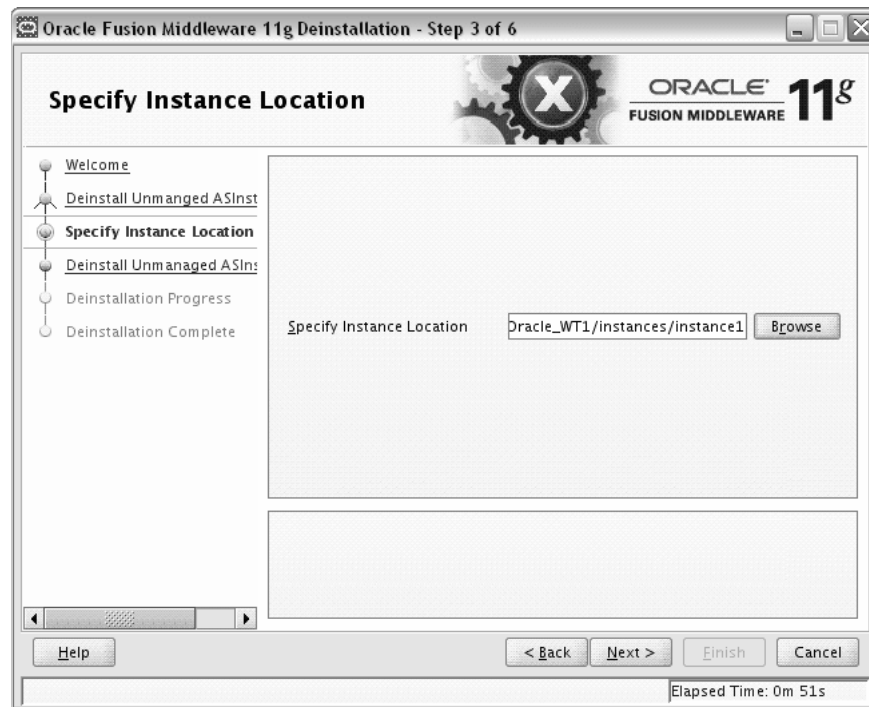 Oracle Fusion Middleware 11g Deinstallation - Step 3 of 6
Specify Instance Location
ORACLE
FUSION MIDDLEWARE
11g
Welcome
Deinstall Unmanged ASInst
Specify Instance Location
Deinstall Unmanaged ASIns
Deinstallation Progress
Deinstallation Complete
Specify Instance Location
Oracle_WT1/instances/instance1
Browse
Help
< Back
Next >
Finish
Cancel
Elapsed Time: 0m 51s